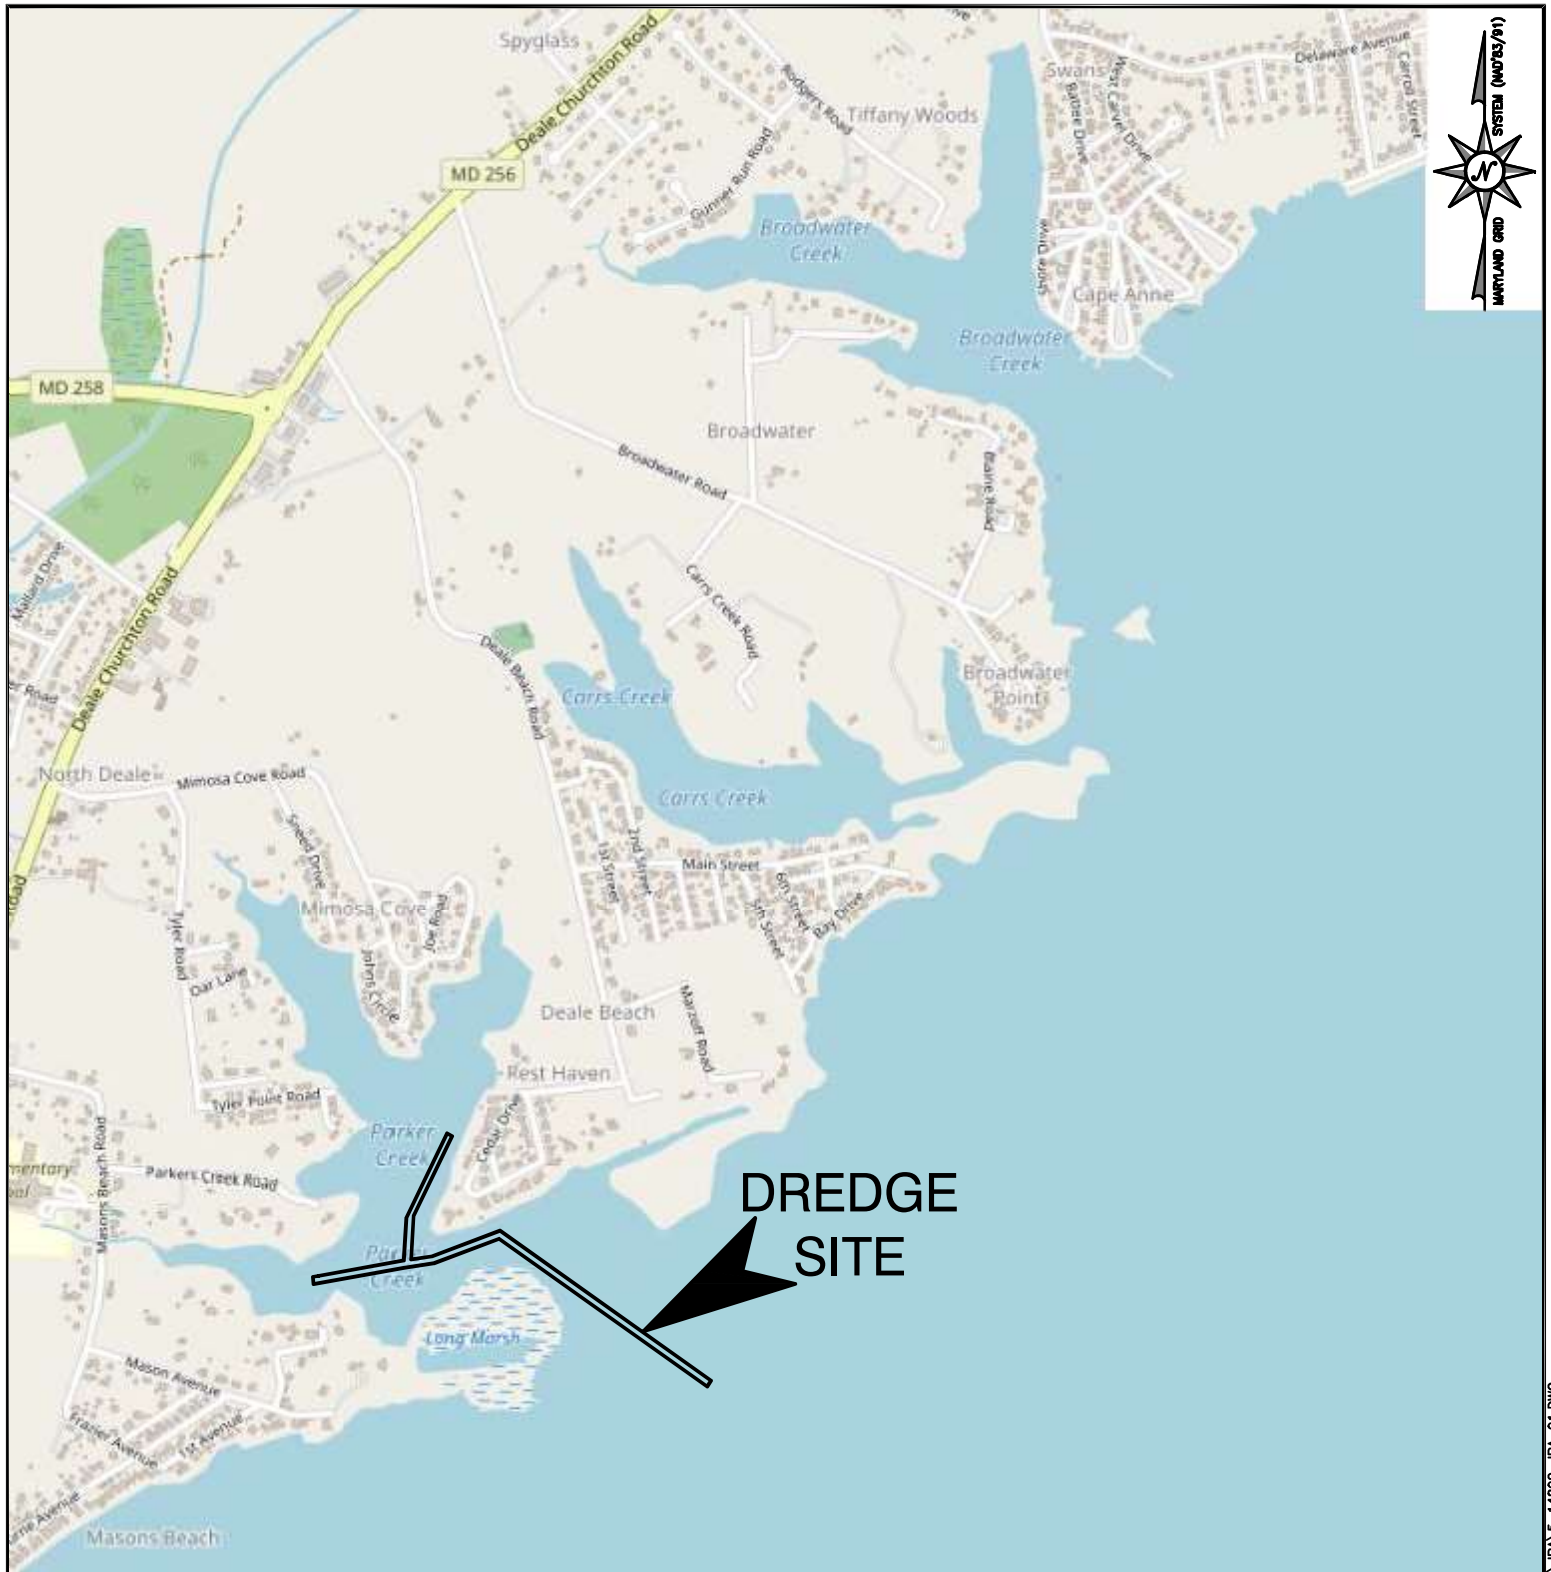 Spyglass
Deale Churchton Road
MD 256
Rodgers Road
Tiffany Woods
Gunner Run Road
Swans
West Carvel Drive
Batee Drive
Delaware Avenue
Carroll Street
MARYLAND GRID
SYSTEM (NAD'83/91)
N
Broadwater
Creek
Shore Drive
Cape Anne
Broadwater
Creek
MD 258
Broadwater
Broadwater Road
Blaine Road
Mallard Drive
Deale Churchton Road
Carrs Creek Road
Deale Beach Road
Carrs Creek
Broadwater
Point
North Deale
Mimosa Cove Road
Carrs Creek
Sneed Drive
1st Street
2nd Street
Main Street
6th Street
5th Street
Bay Drive
Road
Mimosa Cove
Joe Road
Tyler Road
Johns Circle
Oar Lane
Deale Beach
Marzoff Road
Rest Haven
Tyler Point Road
Cedar Drive
Parker
Creek
Masons Beach Road
Parkers Creek Road
DREDGE
SITE
Creek
Long Marsh
Mason Avenue
Frazier Avenue
1st Avenue
Avenue
Masons Beach